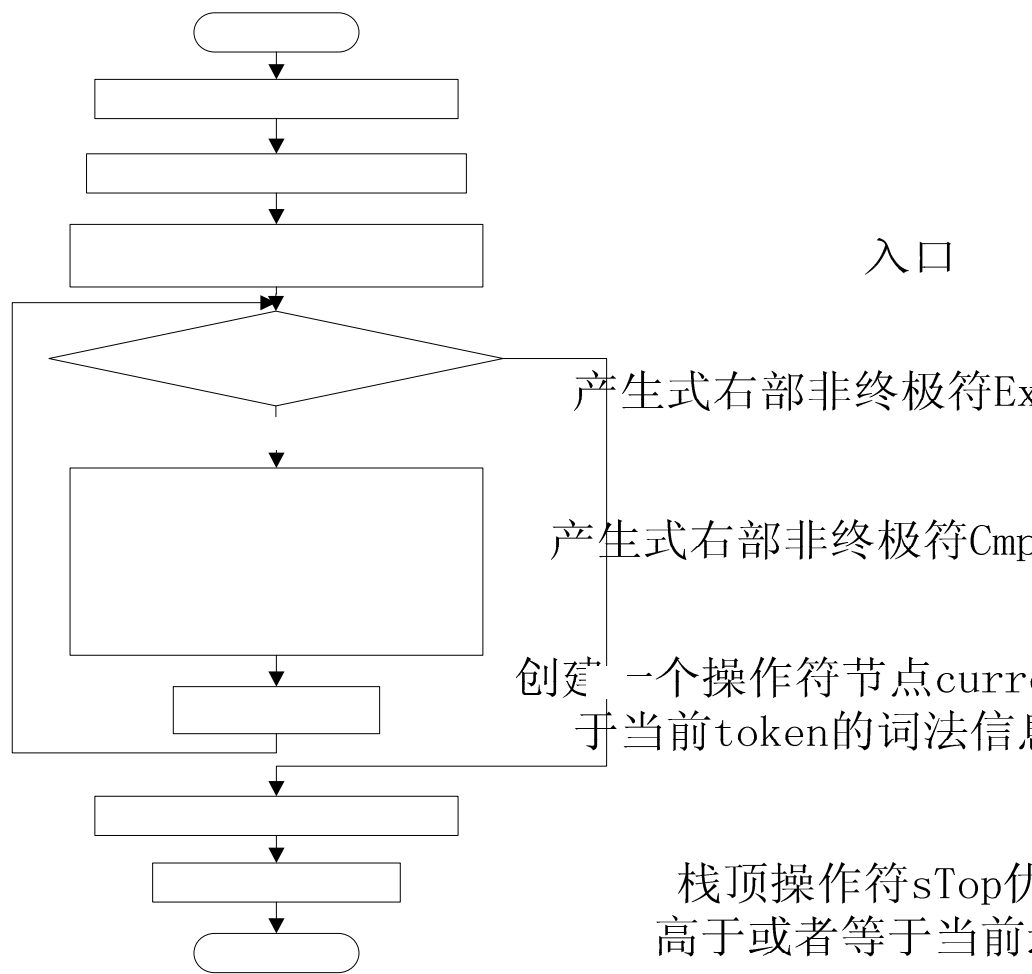 入口
产生式右部非终极符Ex
产生式右部非终极符Cmp
创建一个操作符节点curre
于当前token的词法信息
栈顶操作符sTop优
高于或者等于当前